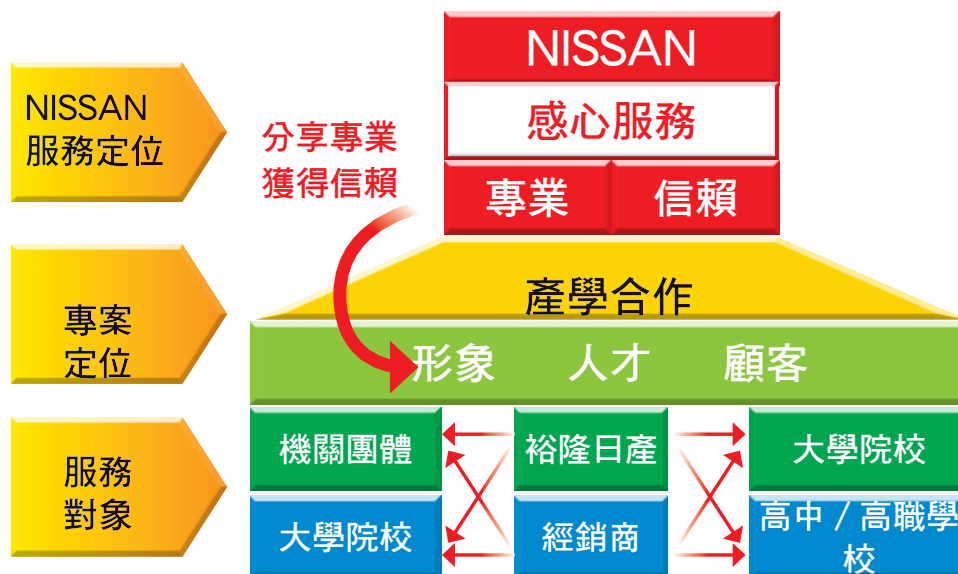 NISSAN
服務定位
分享專業
獲得信賴
NISSAN
感心服務
專業 信賴
專案
定位
產學合作
形象 人才 顧客
服務
對象
機關團體 裕隆日產 大學院校
大學院校 經銷商 高中 / 高職學
校